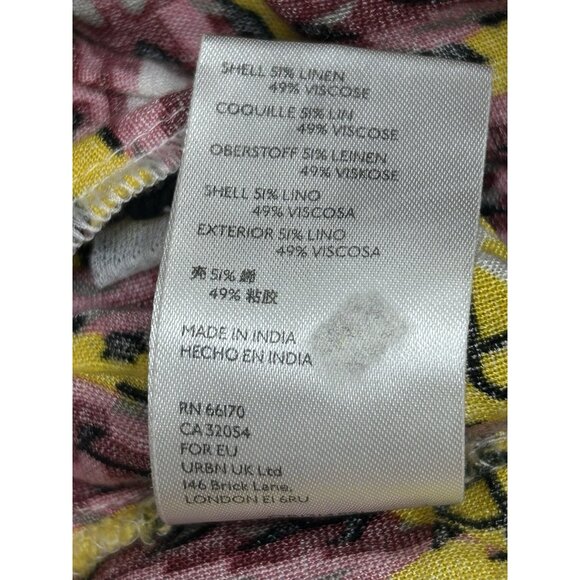 SHELL 51% LINEN
49% VISCOSE
COQUILLE 51% LIN
49% VISCOSE
OBERSTOFF 51% LEINEN
49% VISKOSE
SHELL 51% LINO
49% VISCOSA
EXTERIOR 51% LINO
49% VISCOSA
51%
49% 粘胶
MADE IN INDIA
HECHO EN INDIA
RN 66170
CA 32054
FOR EU
URBN UK Ltd
146 Brick Lane,
LONDON E1 6RU